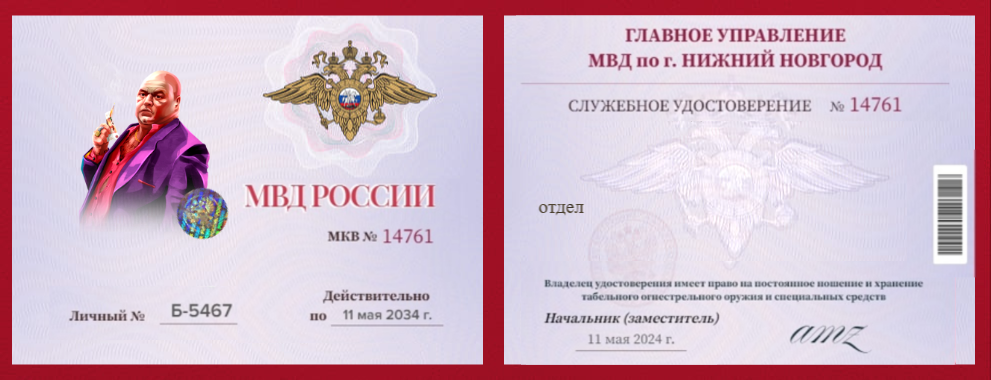 МВД РОССИИ
МКВ № 14761
Действительно
по 11 мая 2034 г.
Личный № Б-5467
ГЛАВНОЕ УПРАВЛЕНИЕ
МВД по г. НИЖНИЙ НОВГОРОД
СЛУЖЕБНОЕ УДОСТОВЕРЕНИЕ № 14761
отдел
Владелец удостоверения имеет право на постоянное ношение и хранение
табельного огнестрельного оружия и специальных средств
Начальник (заместитель)
11 мая 2024 г.
amz